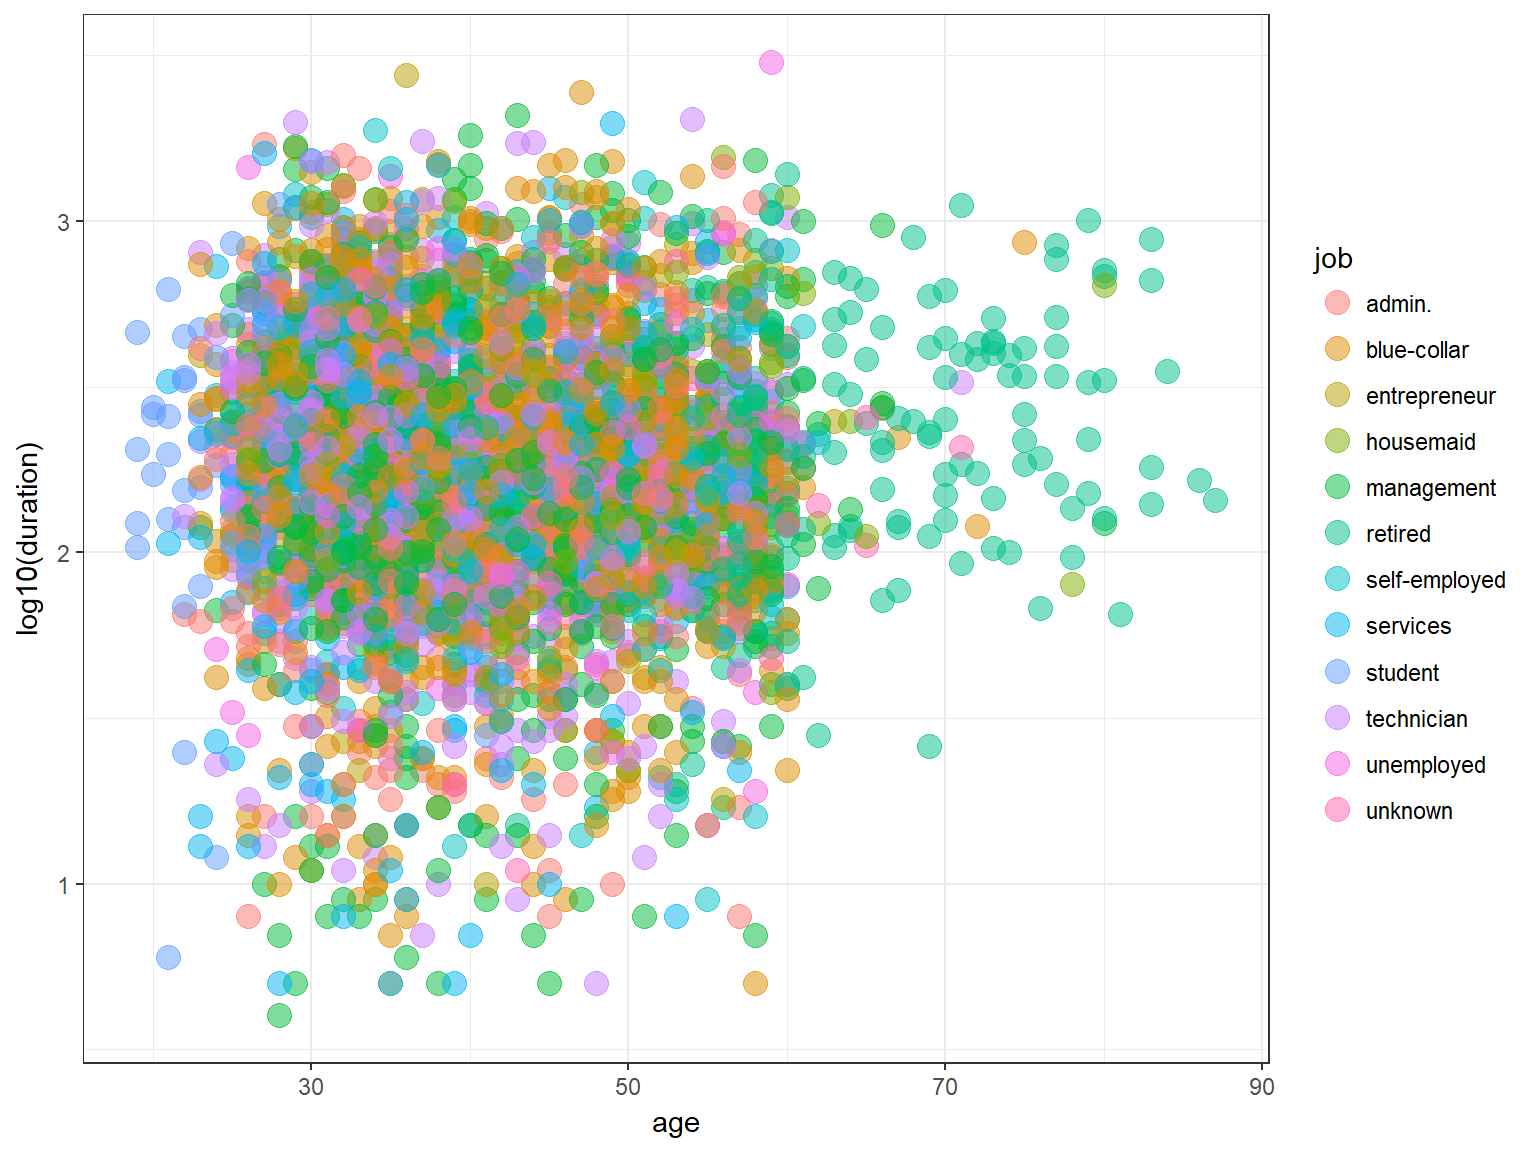 3
2
1
30
50
70
90
age
log10(duration)
job
admin.
blue-collar
entrepreneur
housemaid
management
retired
self-employed
services
student
technician
unemployed
unknown